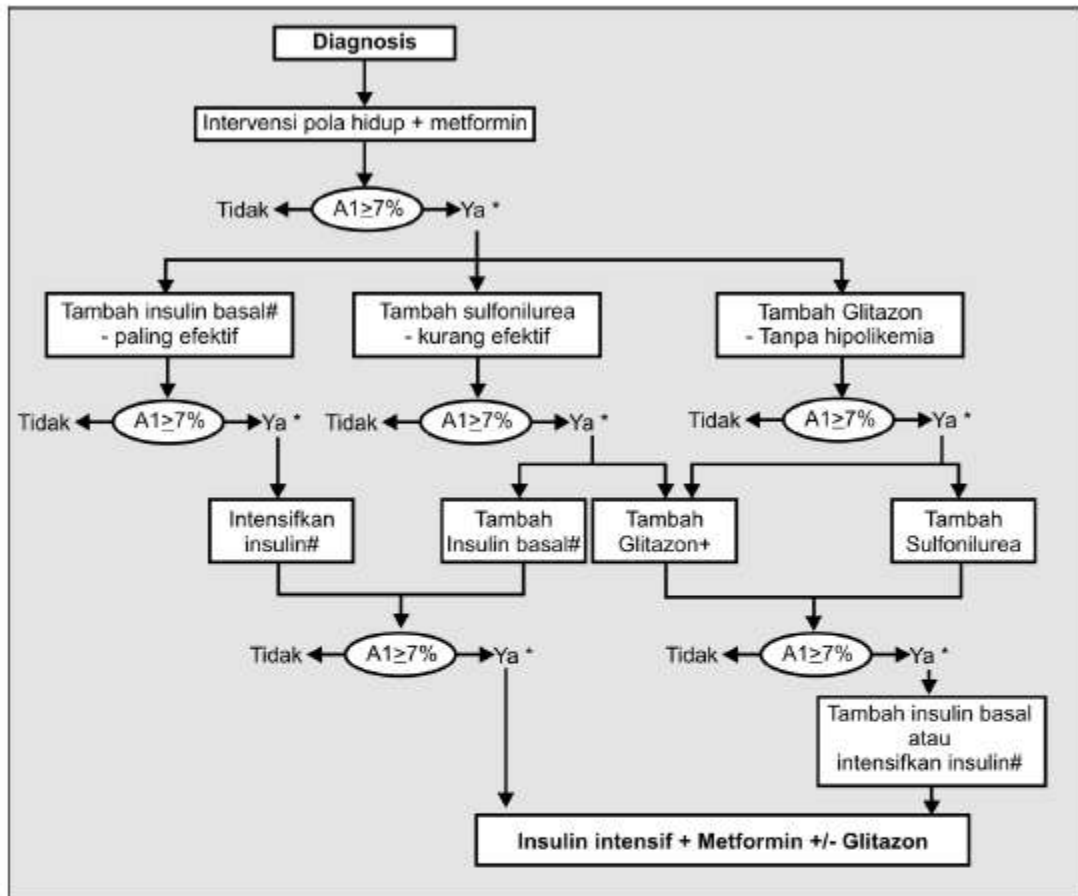 Diagnosis
Intervensi pola hidup + metformin
Tidak
A1≥7%
Ya *
Tambah insulin basal#
- paling efektif
Tambah sulfonilurea
- kurang efektif
Tambah Glitazon
- Tanpa hipolikemia
Tidak
A1≥7%
Ya *
Tidak
A1≥7%
Ya *
Tidak
A1≥7%
Ya *
Intensifkan
insulin#
Tambah
Insulin basal#
Tambah
Glitazon+
Tambah
Sulfonilurea
Tidak
A1≥7%
Ya *
Tidak
A1≥7%
Ya *
Tambah insulin basal
atau
intensifkan insulin#
Insulin intensif + Metformin +/- Glitazon